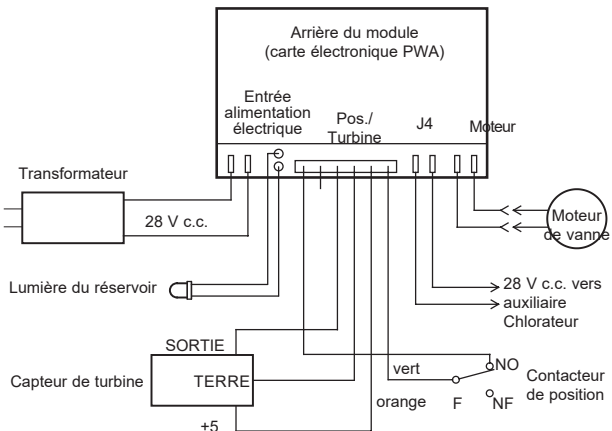 Arrière du module
(carte électronique PWA)
Entrée
alimentation
électrique
Pos./
Turbine
J4
Moteur
Transformateur
28 V c.c.
Moteur
de vanne
Lumière du réservoir
28 V c.c. vers
auxiliaire
Chlorateur
SORTIE
Capteur de turbine
TERRE
+5
vert
orange
NO
F
NF
Contacteur
de position